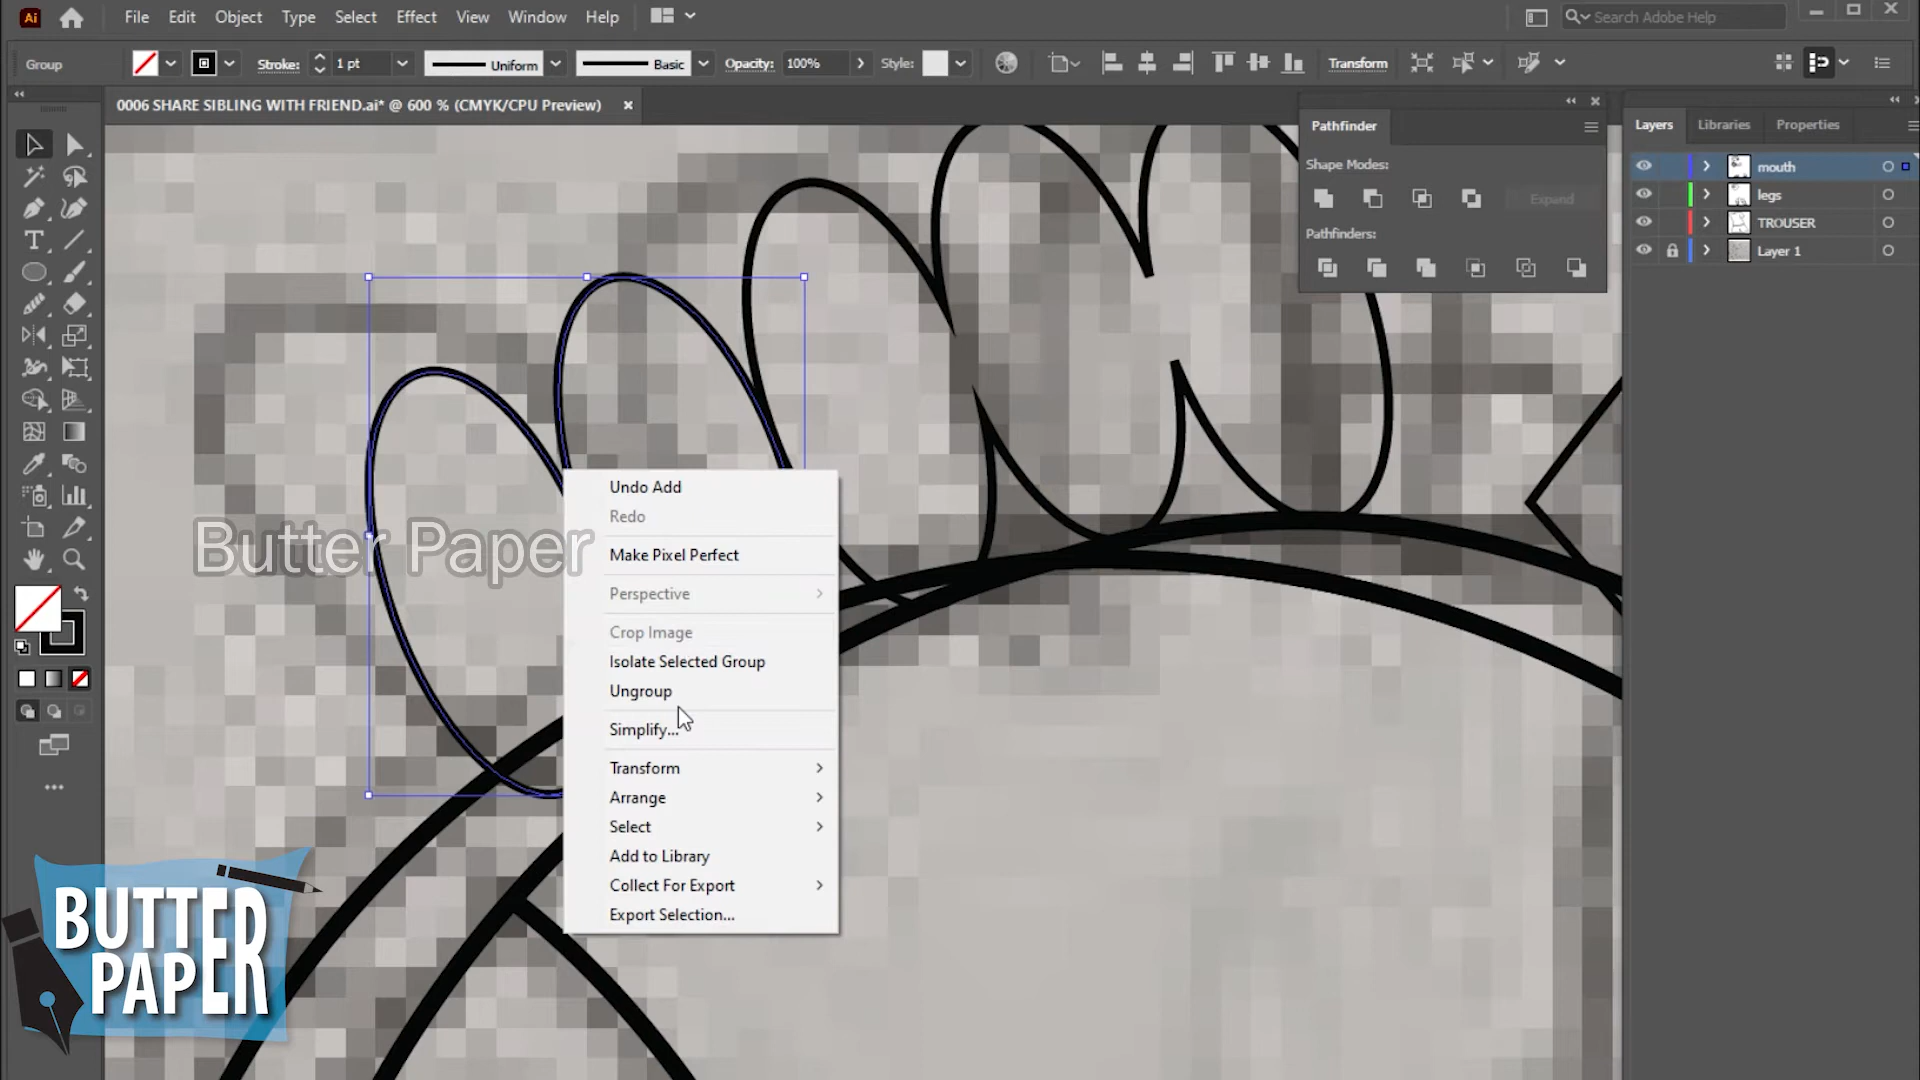 Ai File Edit Object Type Select Effect View Window Help Search Adobe Help
Group Stroke: 1 pt Uniform Basic Opacity: 100% Style: Transform
0006 SHARE SIBLING WITH FRIEND.ai* @ 600 % (CMYK/CPU Preview)
Pathfinder
Shape Modes:
Expand
Pathfinders:
Layers Libraries Properties
mouth
legs
TROUSER
Layer 1
Undo Add
Redo
Make Pixel Perfect
Perspective
Crop Image
Isolate Selected Group
Ungroup
Simplify...
Transform
Arrange
Select
Add to Library
Collect For Export
Export Selection...
Butter Paper
BUTTER
PAPER